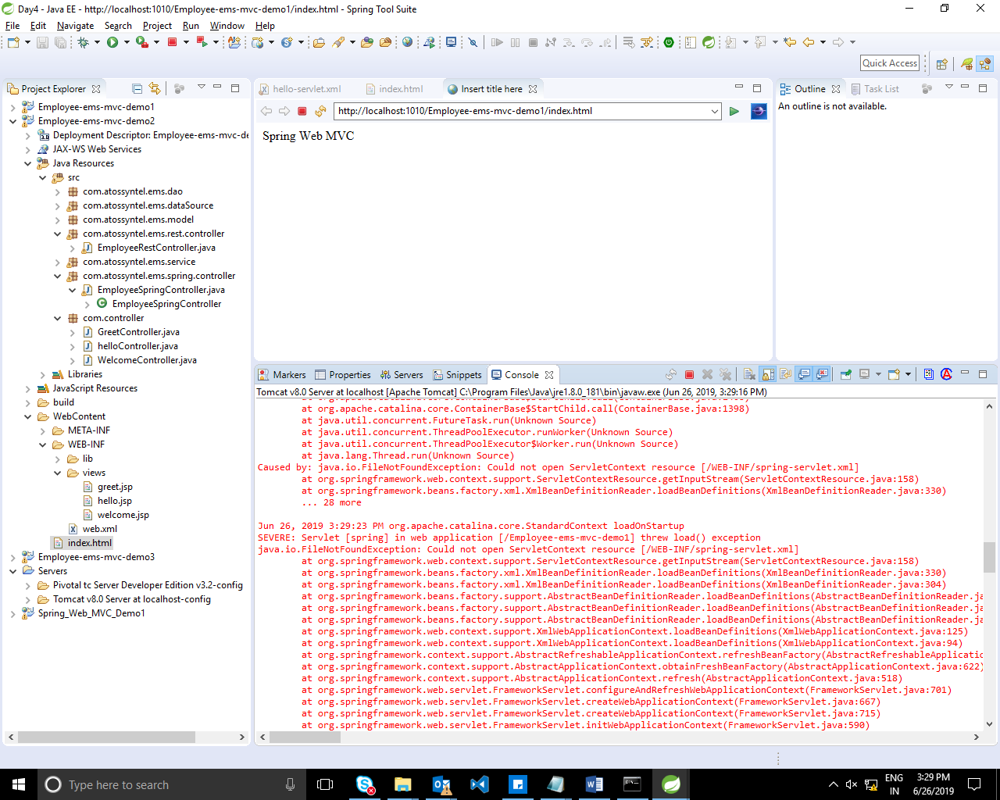 Day4 - Java EE - http://localhost:1010/Employee-ems-mvc-demo1/index.html - Spring Tool Suite
File Edit Navigate Search Project Run Window Help
Quick Access
Project Explorer
Employee-ems-mvc-demo1
Employee-ems-mvc-demo2
Deployment Descriptor: Employee-ems-mvc-de
JAX-WS Web Services
Java Resources
src
com.atossyntel.ems.dao
com.atossyntel.ems.dataSource
com.atossyntel.ems.model
com.atossyntel.ems.rest.controller
EmployeeRestController.java
com.atossyntel.ems.service
com.atossyntel.ems.spring.controller
EmployeeSpringController.java
EmployeeSpringController
com.controller
GreetController.java
helloController.java
WelcomeController.java
Libraries
JavaScript Resources
build
WebContent
META-INF
WEB-INF
lib
views
greet.jsp
hello.jsp
welcome.jsp
web.xml
index.html
Employee-ems-mvc-demo3
Servers
Pivotal tc Server Developer Edition v3.2-config
Tomcat v8.0 Server at localhost-config
Spring_Web_MVC_Demo1
hello-servlet.xml index.html Insert title here
http://localhost:1010/Employee-ems-mvc-demo1/index.html
Spring Web MVC
Outline Task List
An outline is not available.
Markers Properties Servers Snippets Console
Tomcat v8.0 Server at localhost [Apache Tomcat] C:\Program Files\Java\jre1.8.0_181\bin\javaw.exe (Jun 26, 2019, 3:29:16 PM)
at org.apache.catalina.core.ContainerBase$StartChild.call(ContainerBase.java:1398)
at java.util.concurrent.FutureTask.run(Unknown Source)
at java.util.concurrent.ThreadPoolExecutor.runWorker(Unknown Source)
at java.util.concurrent.ThreadPoolExecutor$Worker.run(Unknown Source)
at java.lang.Thread.run(Unknown Source)
Caused by: java.io.FileNotFoundException: Could not open ServletContext resource [/WEB-INF/spring-servlet.xml]
at org.springframework.web.context.support.ServletContextResource.getInputStream(ServletContextResource.java:158)
at org.springframework.beans.factory.xml.XmlBeanDefinitionReader.loadBeanDefinitions(XmlBeanDefinitionReader.java:330)
... 28 more
Jun 26, 2019 3:29:23 PM org.apache.catalina.core.StandardContext loadOnStartup
SEVERE: Servlet [spring] in web application [/Employee-ems-mvc-demo1] threw load() exception
java.io.FileNotFoundException: Could not open ServletContext resource [/WEB-INF/spring-servlet.xml]
at org.springframework.web.context.support.ServletContextResource.getInputStream(ServletContextResource.java:158)
at org.springframework.beans.factory.xml.XmlBeanDefinitionReader.loadBeanDefinitions(XmlBeanDefinitionReader.java:330)
at org.springframework.beans.factory.xml.XmlBeanDefinitionReader.loadBeanDefinitions(XmlBeanDefinitionReader.java:304)
at org.springframework.beans.factory.support.AbstractBeanDefinitionReader.loadBeanDefinitions(AbstractBeanDefinitionReader.ja
at org.springframework.beans.factory.support.AbstractBeanDefinitionReader.loadBeanDefinitions(AbstractBeanDefinitionReader.ja
at org.springframework.beans.factory.support.AbstractBeanDefinitionReader.loadBeanDefinitions(AbstractBeanDefinitionReader.ja
at org.springframework.web.context.support.XmlWebApplicationContext.loadBeanDefinitions(XmlWebApplicationContext.java:125)
at org.springframework.web.context.support.XmlWebApplicationContext.loadBeanDefinitions(XmlWebApplicationContext.java:94)
at org.springframework.context.support.AbstractRefreshableApplicationContext.refreshBeanFactory(AbstractRefreshableApplicatio
at org.springframework.context.support.AbstractApplicationContext.obtainFreshBeanFactory(AbstractApplicationContext.java:622)
at org.springframework.context.support.AbstractApplicationContext.refresh(AbstractApplicationContext.java:518)
at org.springframework.web.servlet.FrameworkServlet.configureAndRefreshWebApplicationContext(FrameworkServlet.java:701)
at org.springframework.web.servlet.FrameworkServlet.createWebApplicationContext(FrameworkServlet.java:667)
at org.springframework.web.servlet.FrameworkServlet.createWebApplicationContext(FrameworkServlet.java:715)
at org.springframework.web.servlet.FrameworkServlet.initWebApplicationContext(FrameworkServlet.java:590)
Type here to search
ENG
IN
3:29 PM
6/26/2019